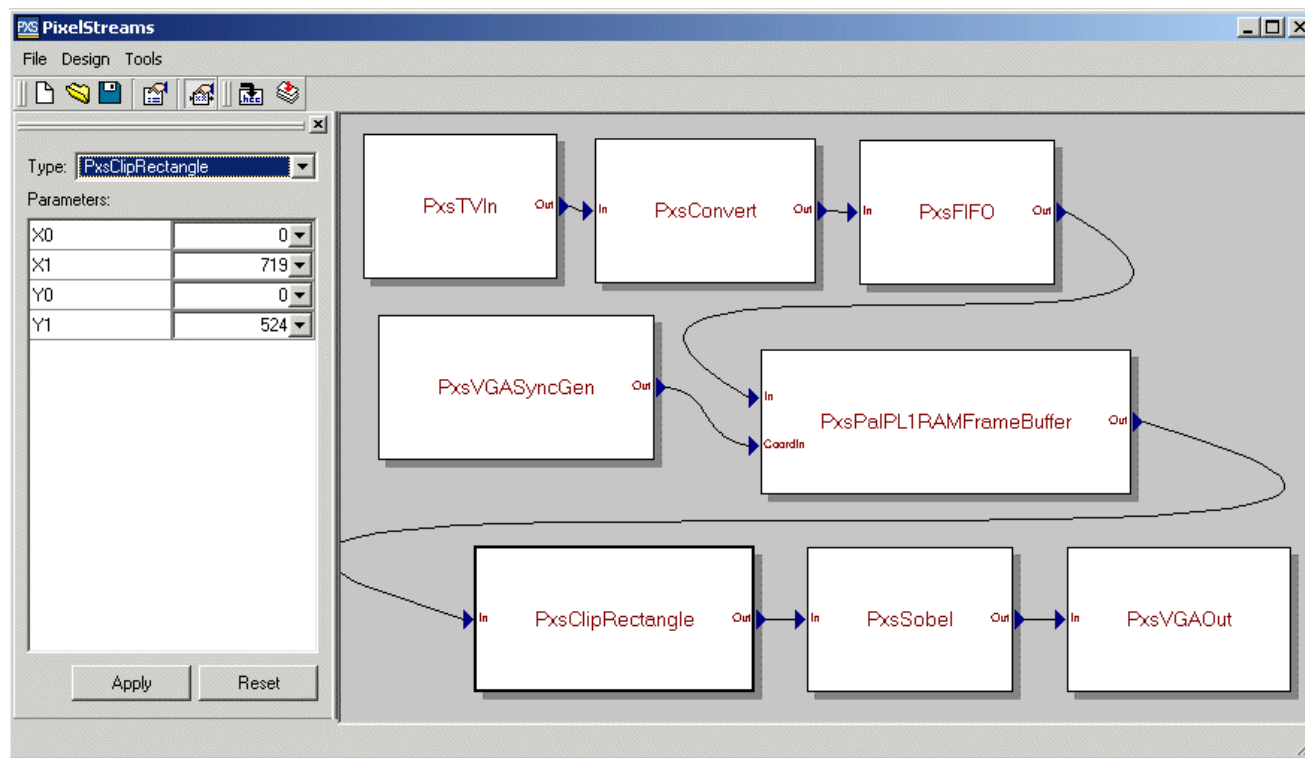 PXS PixelStreams
File Design Tools
.hcc
Type: PxsClipRectangle
Parameters:
X0 0
X1 719
Y0 0
Y1 524
Apply Reset
PxsTVIn Out
In PxsConvert Out
In PxsFIFO Out
PxsVGASyncGen Out
In
CoordIn
PxsPalPL1RAMFrameBuffer Out
In PxsClipRectangle Out
In PxsSobel Out
In PxsVGAOut